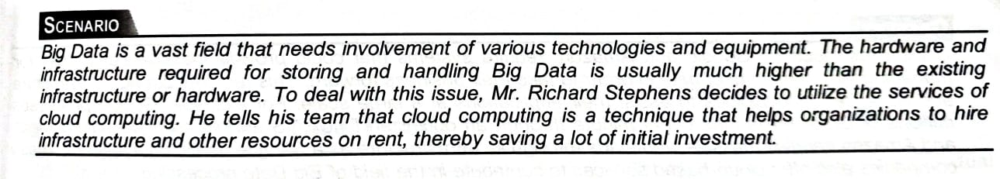 SCENARIO
Big Data is a vast field that needs involvement of various technologies and equipment. The hardware and
infrastructure required for storing and handling Big Data is usually much higher than the existing
infrastructure or hardware. To deal with this issue, Mr. Richard Stephens decides to utilize the services of
cloud computing. He tells his team that cloud computing is a technique that helps organizations to hire
infrastructure and other resources on rent, thereby saving a lot of initial investment.